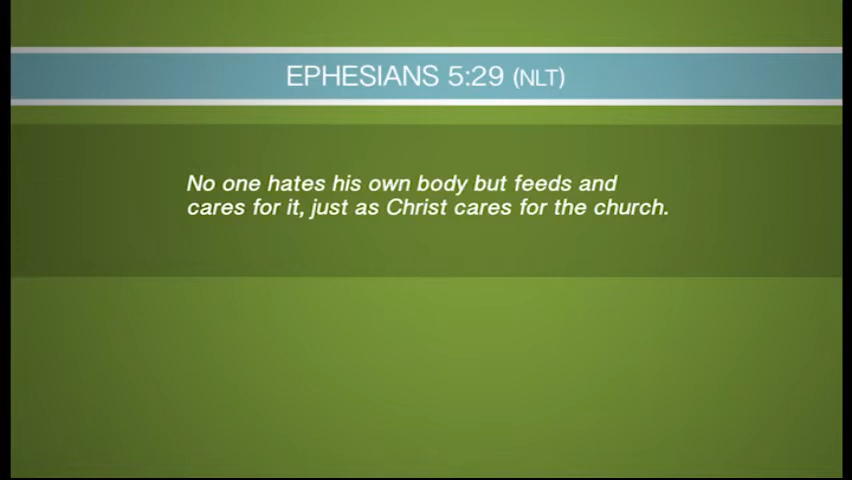 EPHESIANS 5:29 (NLT)
No one hates his own body but feeds and
cares for it, just as Christ cares for the church.